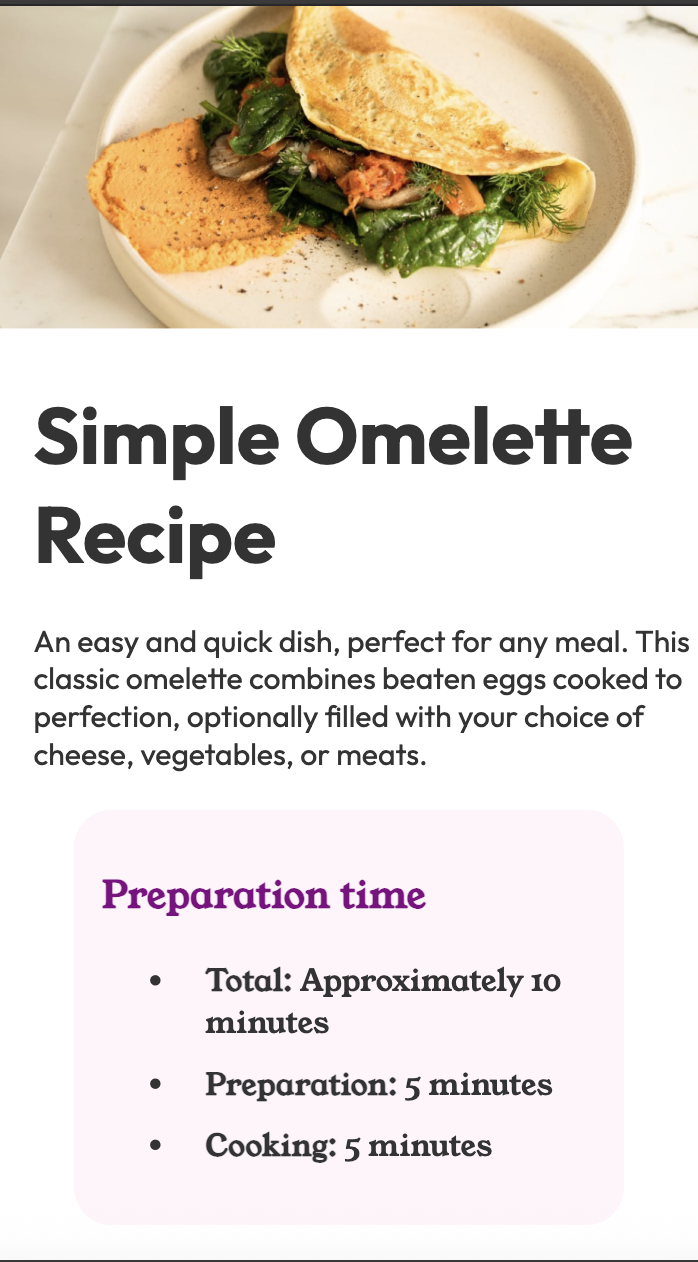 Simple Omelette
Recipe
An easy and quick dish, perfect for any meal. This
classic omelette combines beaten eggs cooked to
perfection, optionally filled with your choice of
cheese, vegetables, or meats.
Preparation time
• Total: Approximately 10
minutes
• Preparation: 5 minutes
• Cooking: 5 minutes